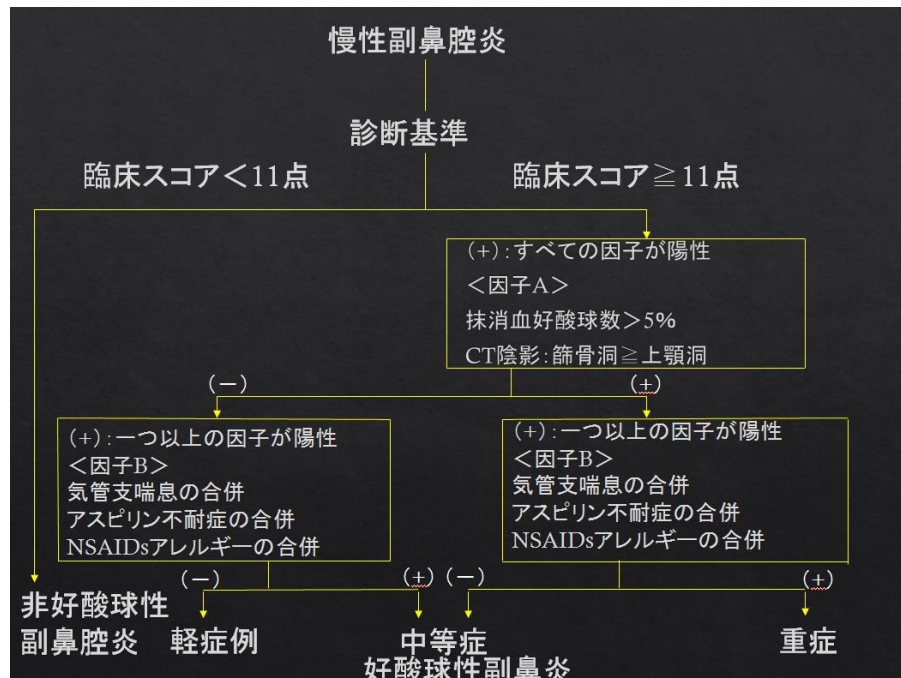 慢性副鼻腔炎
診断基準
臨床スコア＜11点
臨床スコア≧11点
(+):すべての因子が陽性
＜因子A＞
抹消血好酸球数＞5%
CT陰影:篩骨洞≧上顎洞
(－)
(+)
(+):一つ以上の因子が陽性
＜因子B＞
気管支喘息の合併
アスピリン不耐症の合併
NSAIDsアレルギーの合併
(+):一つ以上の因子が陽性
＜因子B＞
気管支喘息の合併
アスピリン不耐症の合併
NSAIDsアレルギーの合併
(－)
(+)
(－)
(+)
非好酸球性
副鼻腔炎
軽症例
中等症
重症
好酸球性副鼻炎